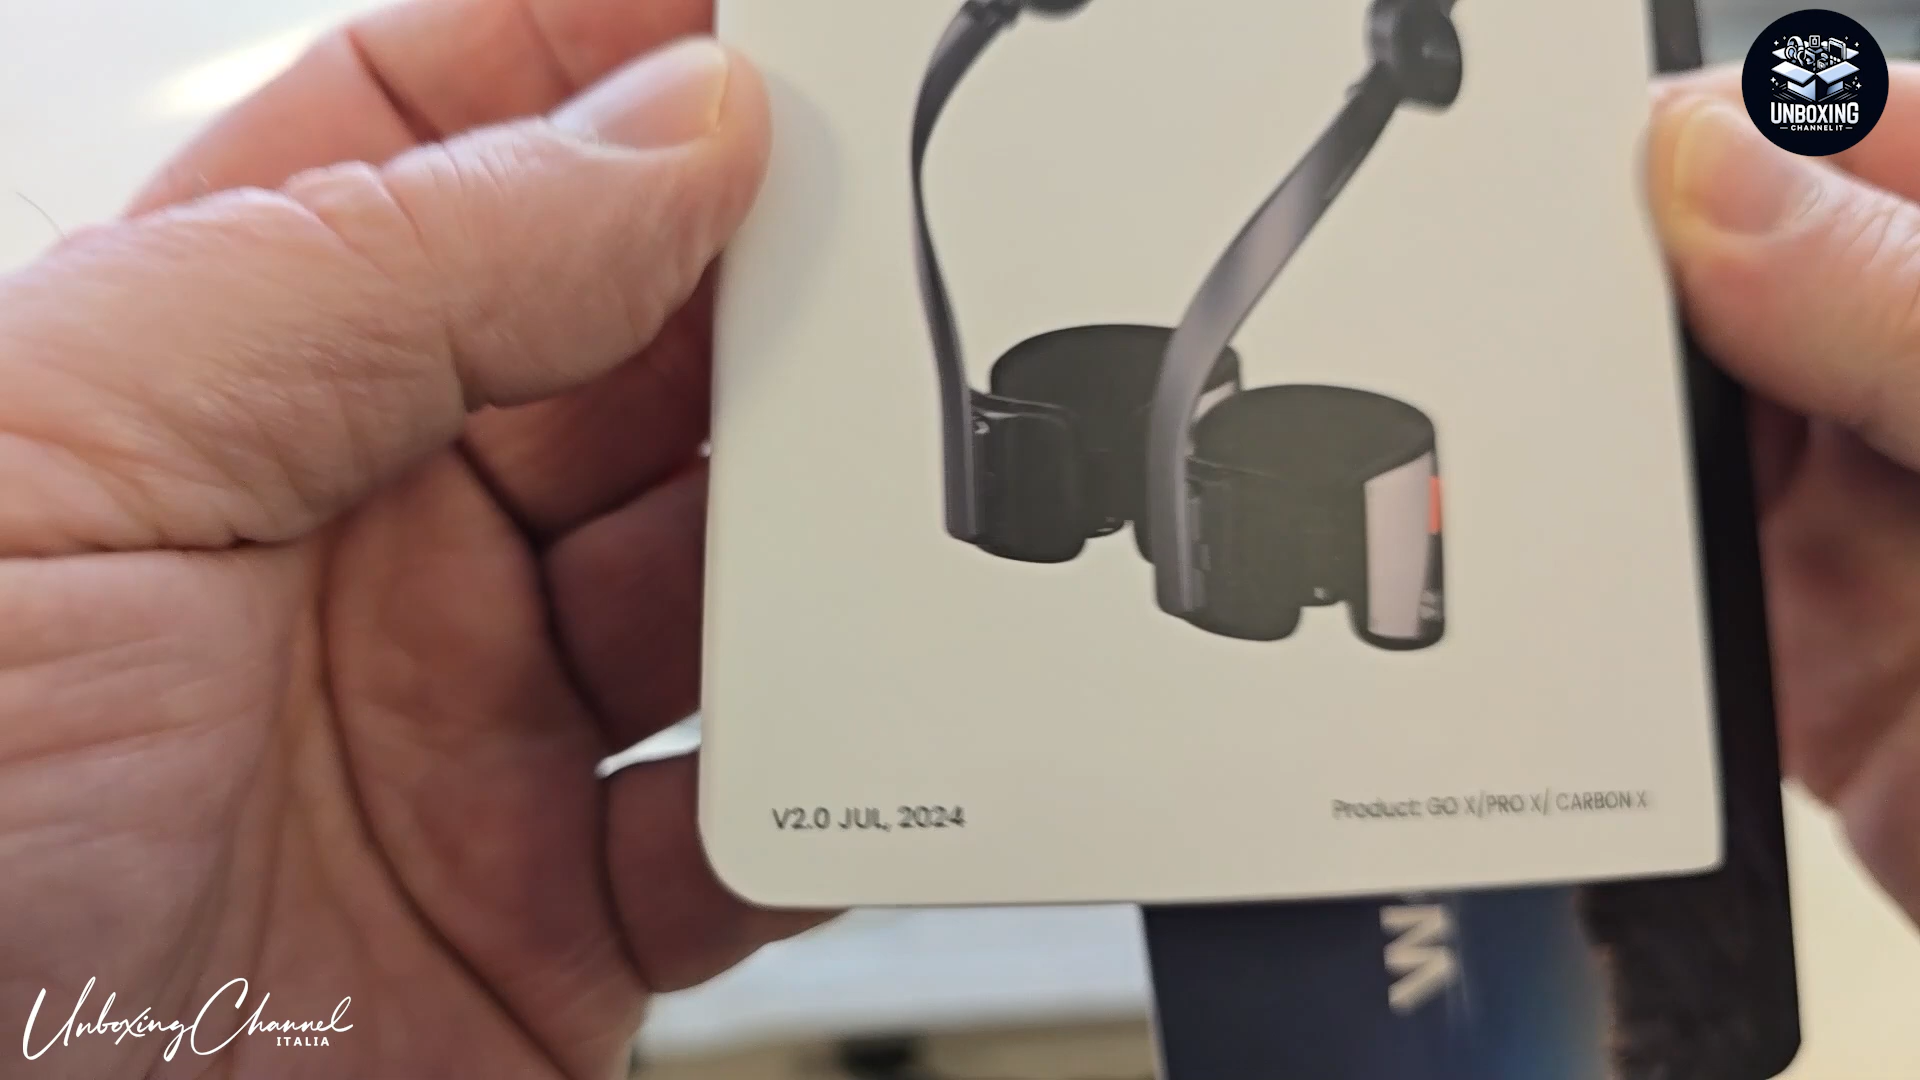 UNBOXING
CHANNEL IT
V2.0 JUL, 2024
Product: GO X/PRO X/ CARBON X
Unboxing Channel
ITALIA